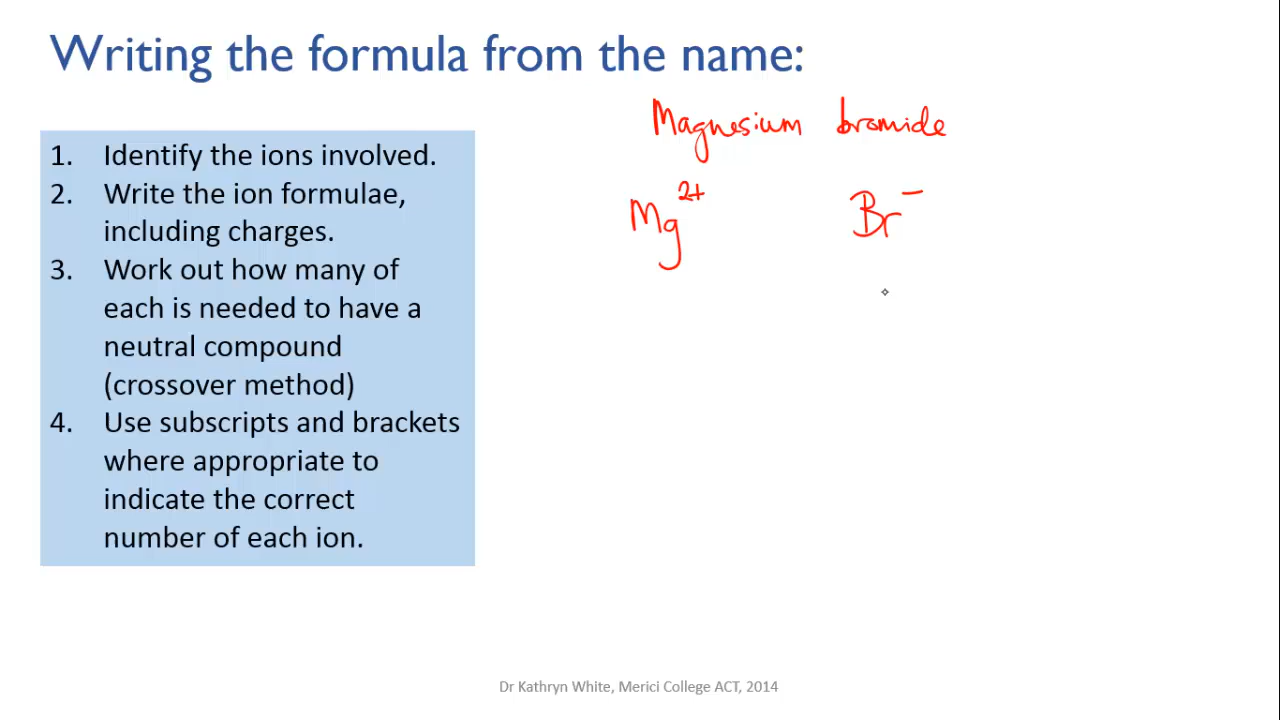 Writing the formula from the name:
Magnesium bromide
1. Identify the ions involved.
2. Write the ion formulae,
including charges.
3. Work out how many of
each is needed to have a
neutral compound
(crossover method)
4. Use subscripts and brackets
where appropriate to
indicate the correct
number of each ion.
Mg²⁺ Br⁻
Dr Kathryn White, Merici College ACT, 2014